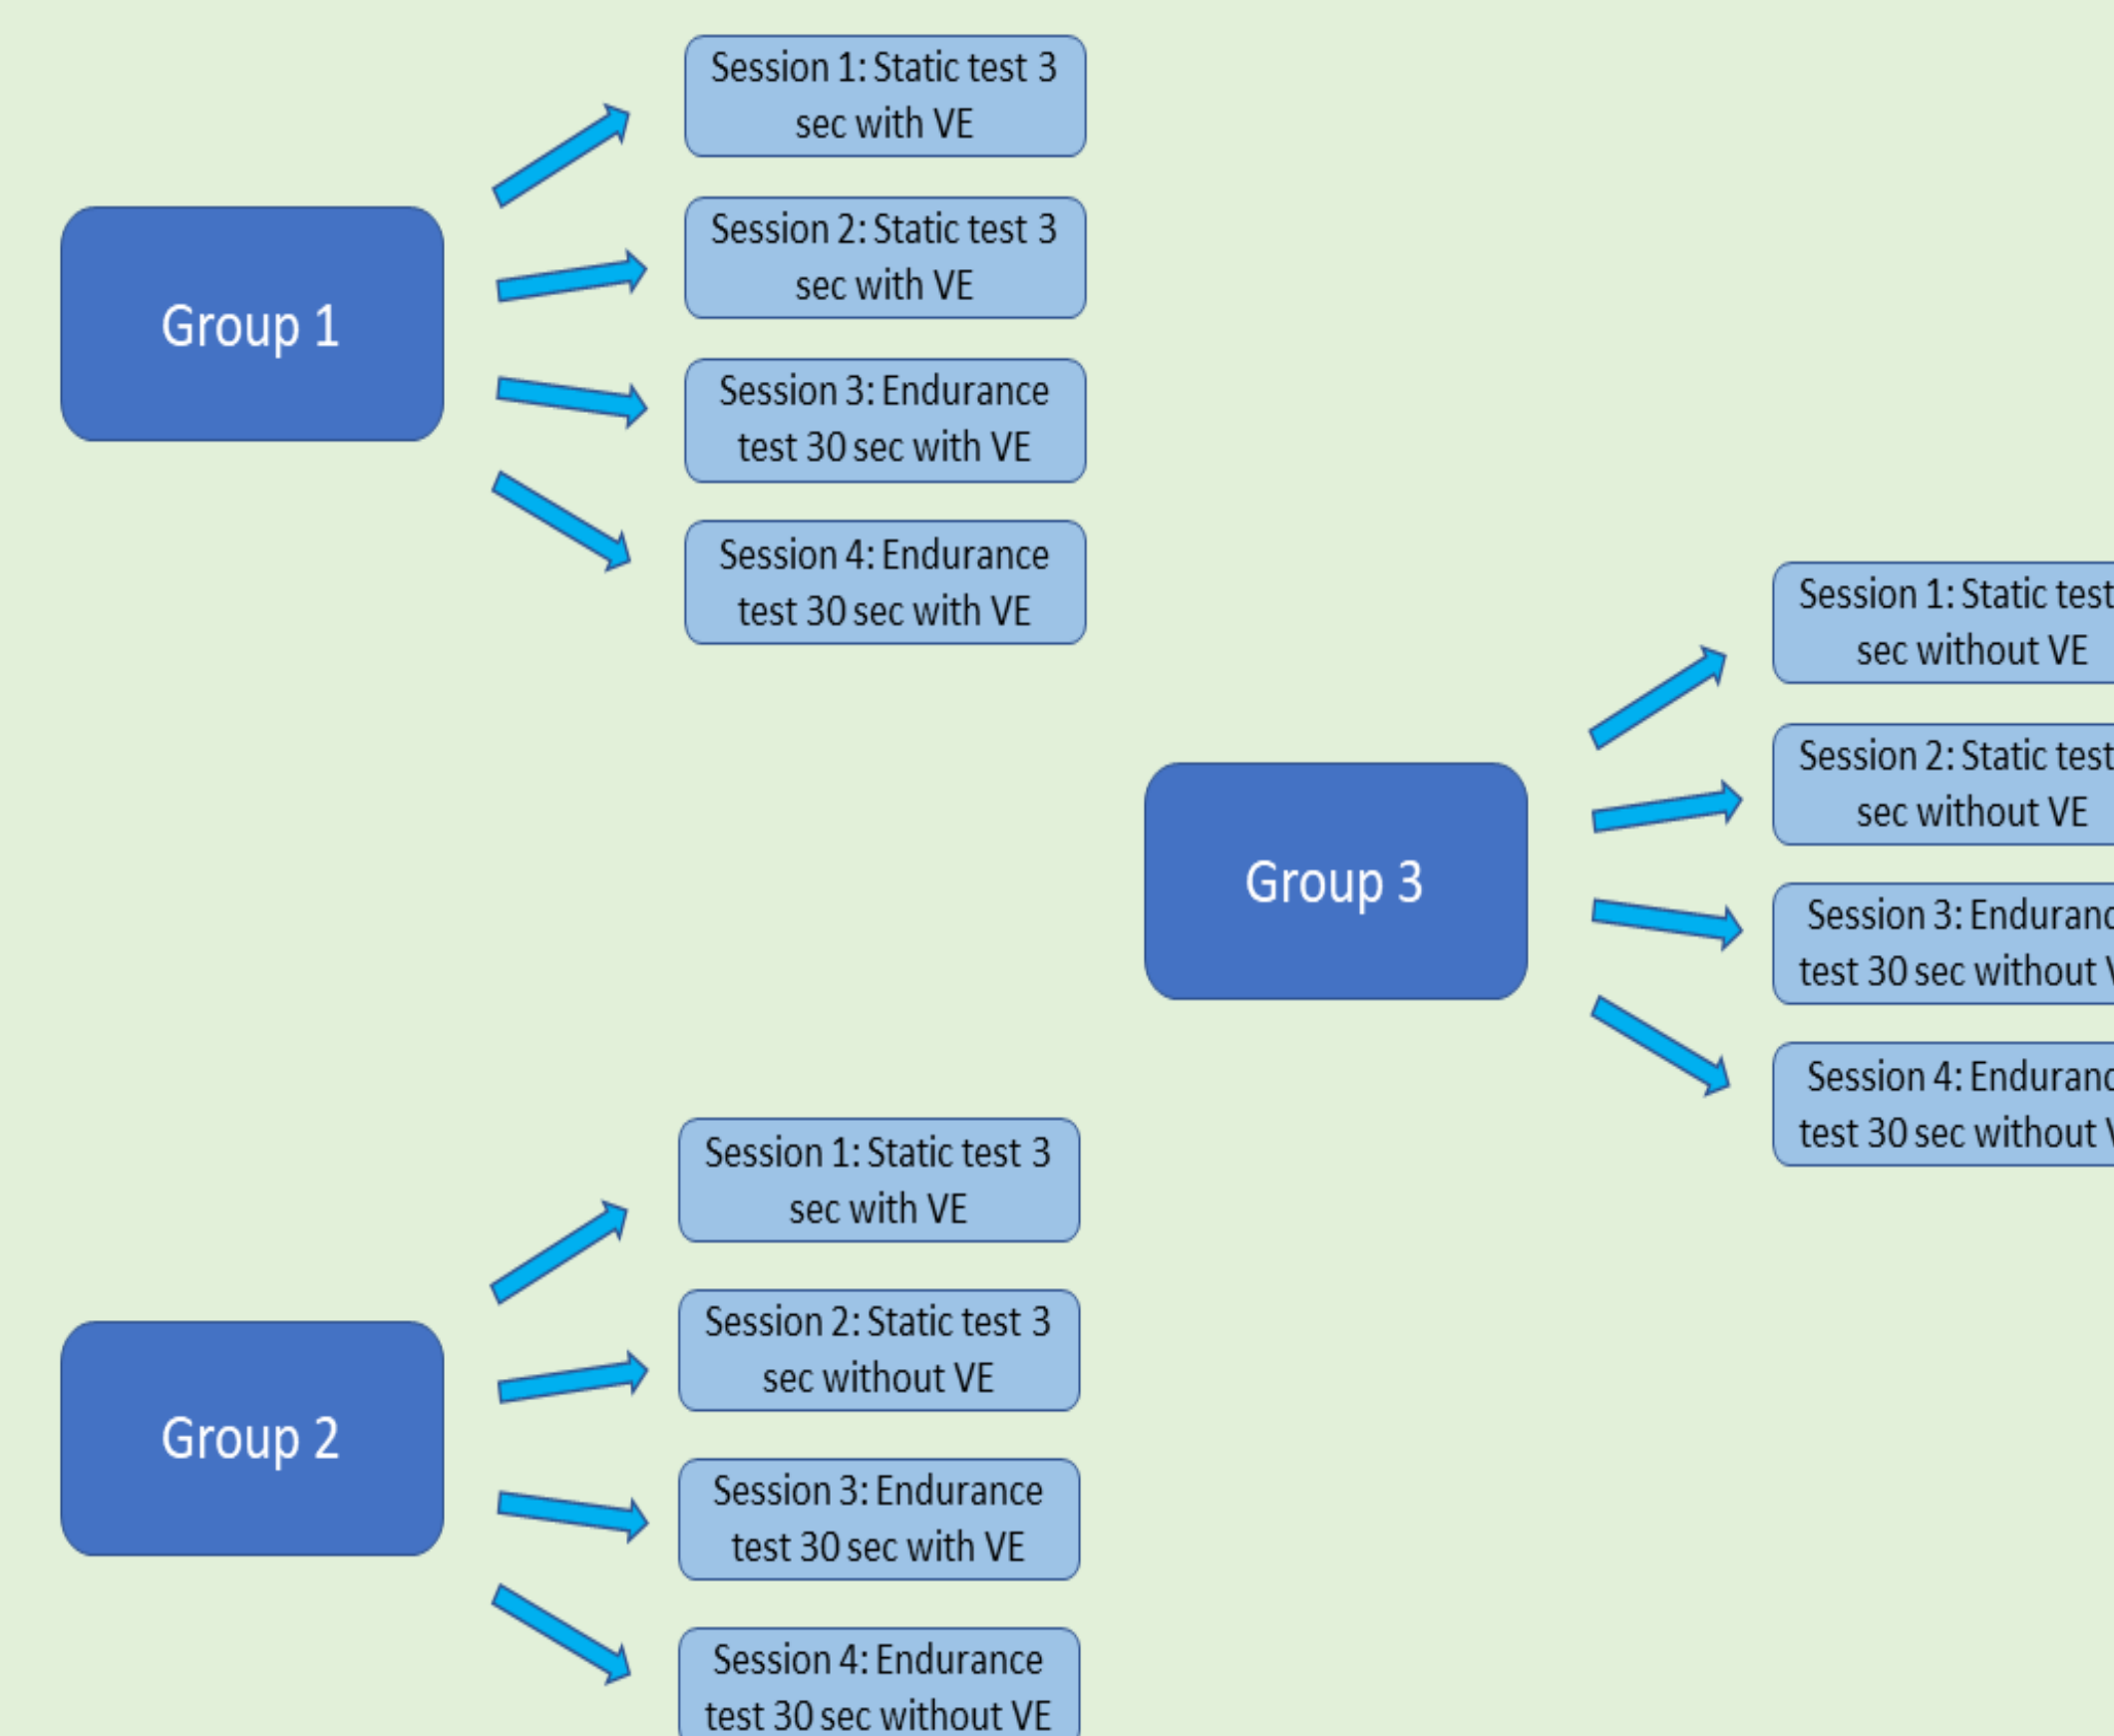 Group 1
Session 1: Static test 3
sec with VE
Session 2: Static test 3
sec with VE
Session 3: Endurance
test 30 sec with VE
Session 4: Endurance
test 30 sec with VE
Group 3
Session 1: Static test
sec without VE
Session 2: Static test
sec without VE
Session 3:
test 30 sec without
Session 4:
test 30 sec without
Group 2
Session 1: Static test 3
sec with VE
Session 2: Static test 3
sec without VE
Session 3: Endurance
test 30 sec with VE
Session 4: Endurance
test 30 sec without VE